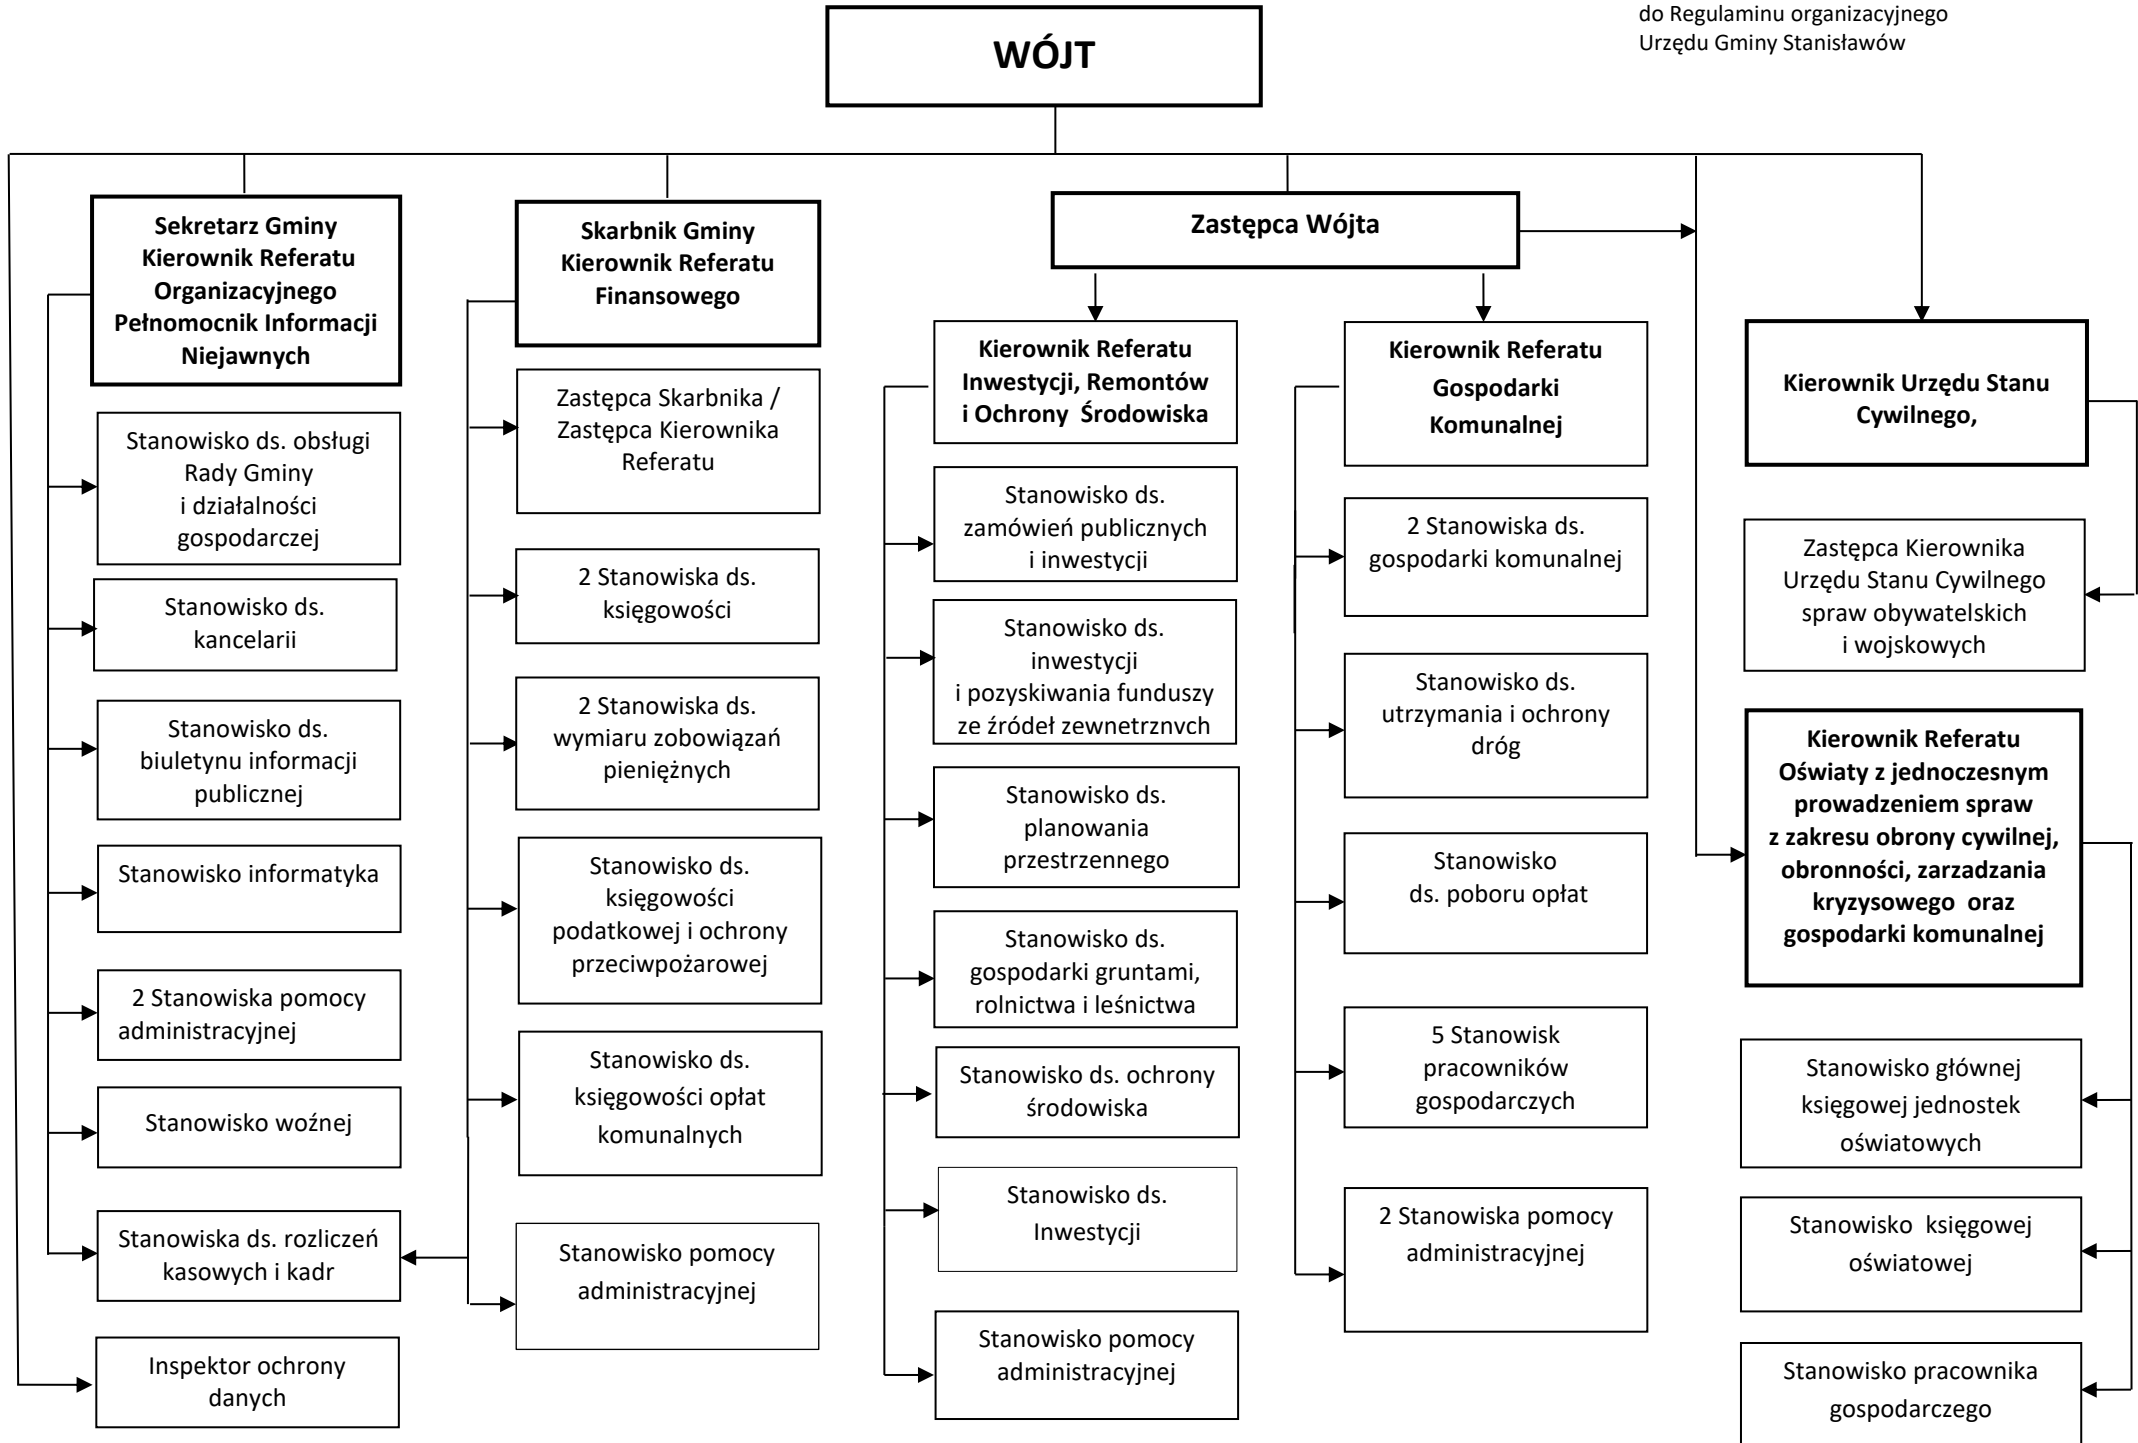 do Regulaminu organizacyjnego
Urzędu Gminy Stanisławów
WÓJT
Sekretarz Gminy
Kierownik Referatu
Organizacyjnego
Pełnomocnik Informacji
Niejawnych
Stanowisko ds. obsługi
Rady Gminy
i działalności
gospodarczej
Stanowisko ds.
kancelarii
Stanowisko ds.
biuletynu informacji
publicznej
Stanowisko informatyka
2 Stanowiska pomocy
administracyjnej
Stanowisko woźnej
Stanowiska ds. rozliczeń
kasowych i kadr
Inspektor ochrony
danych
Skarbnik Gminy
Kierownik Referatu
Finansowego
Zastępca Skarbnika /
Zastępca Kierownika
Referatu
2 Stanowiska ds.
księgowości
2 Stanowiska ds.
wymiaru zobowiązań
pieniężnych
Stanowisko ds.
księgowości
podatkowej i ochrony
przeciwpożarowej
Stanowisko ds.
księgowości opłat
komunalnych
Stanowisko pomocy
administracyjnej
Zastępca Wójta
Kierownik Referatu
Inwestycji, Remontów
i Ochrony Środowiska
Stanowisko ds.
zamówień publicznych
i inwestycji
Stanowisko ds.
inwestycji
i pozyskiwania funduszy
ze źródeł zewnetrznych
Stanowisko ds.
planowania
przestrzennego
Stanowisko ds.
gospodarki gruntami,
rolnictwa i leśnictwa
Stanowisko ds. ochrony
środowiska
Stanowisko ds.
Inwestycji
Stanowisko pomocy
administracyjnej
Kierownik Referatu
Gospodarki
Komunalnej
2 Stanowiska ds.
gospodarki komunalnej
Stanowisko ds.
utrzymania i ochrony
dróg
Stanowisko
ds. poboru opłat
5 Stanowisk
pracowników
gospodarczych
2 Stanowiska pomocy
administracyjnej
Kierownik Urzędu Stanu
Cywilnego,
Zastępca Kierownika
Urzędu Stanu Cywilnego
spraw obywatelskich
i wojskowych
Kierownik Referatu
Oświaty z jednoczesnym
prowadzeniem spraw
z zakresu obrony cywilnej,
obronności, zarzadzania
kryzysowego oraz
gospodarki komunalnej
Stanowisko głównej
księgowej jednostek
oświatowych
Stanowisko księgowej
oświatowej
Stanowisko pracownika
gospodarczego